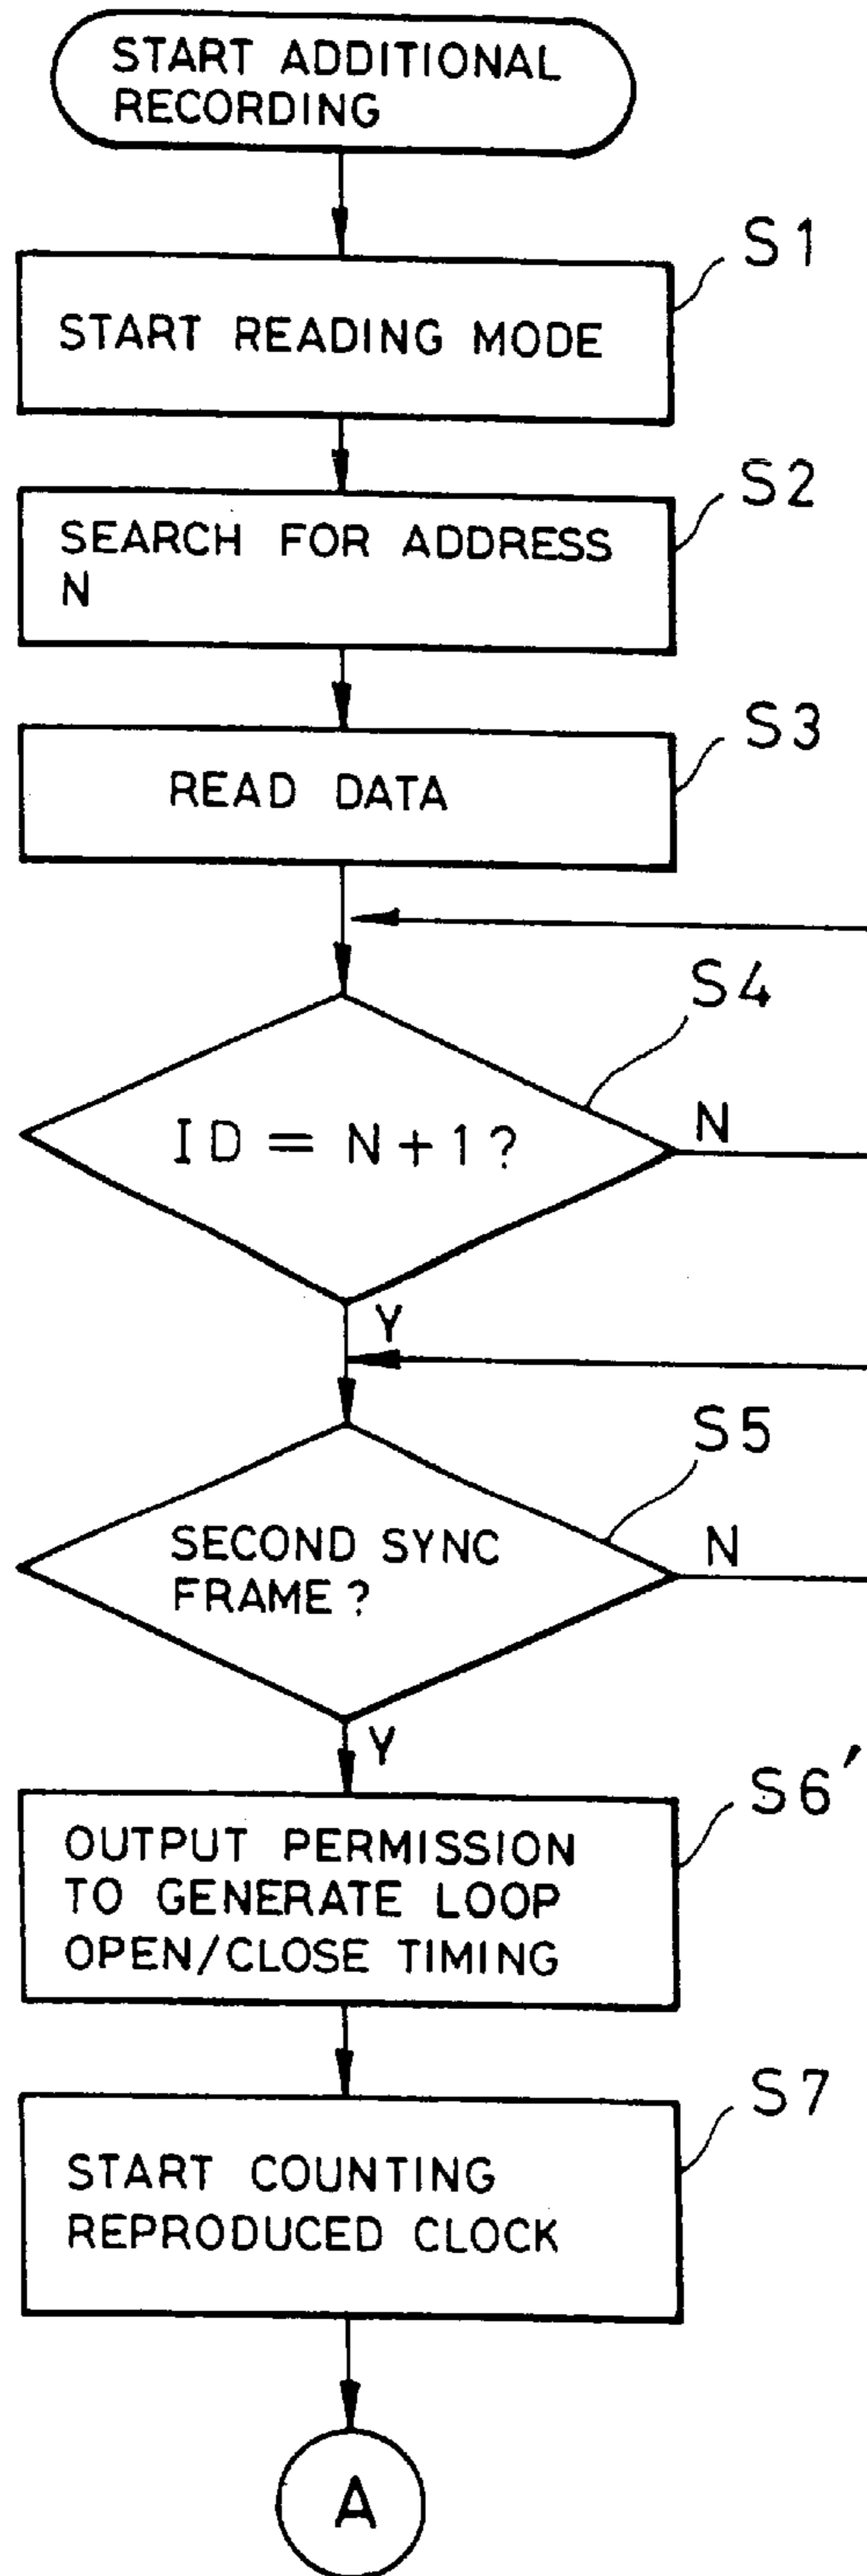 START ADDITIONAL
RECORDING
S1
START READING MODE
S2
SEARCH FOR ADDRESS
N
S3
READ DATA
S4
ID = N+1?
N
Y
S5
SECOND SYNC
FRAME?
N
Y
S6'
OUTPUT PERMISSION
TO GENERATE LOOP
OPEN/CLOSE TIMING
S7
START COUNTING
REPRODUCED CLOCK
A